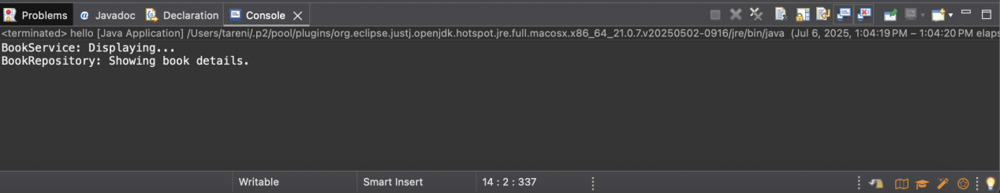 Problems @ Javadoc Declaration Console
<terminated> hello [Java Application] /Users/tareni/.p2/pool/plugins/org.eclipse.justj.openjdk.hotspot.jre.full.macosx.x86_64_21.0.7.v20250502-0916/jre/bin/java (Jul 6, 2025, 1:04:19 PM – 1:04:20 PM elaps
BookService: Displaying...
BookRepository: Showing book details.
Writable Smart Insert 14 : 2 : 337